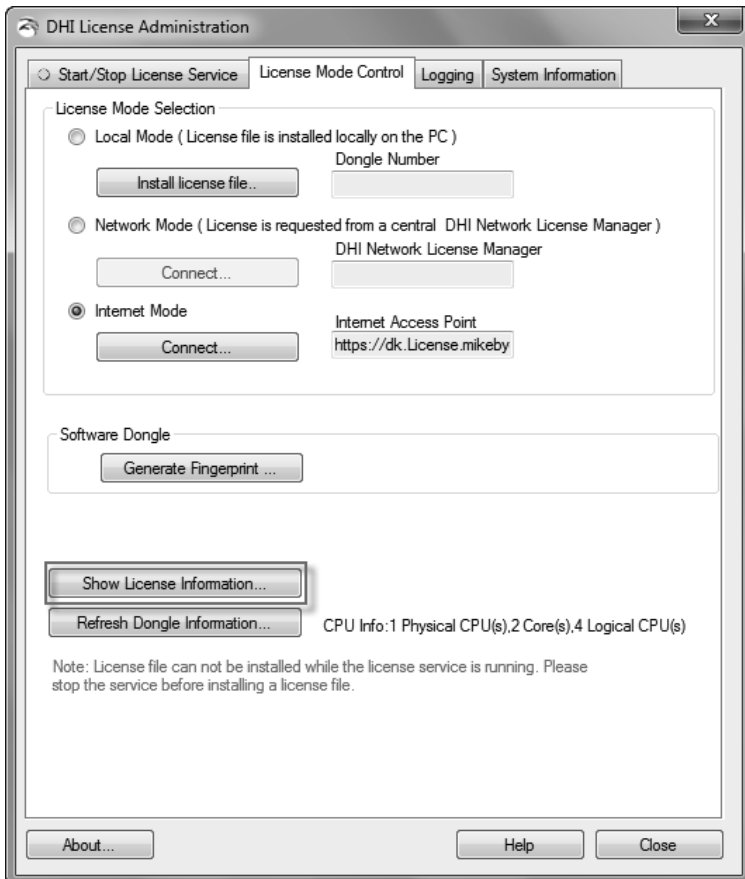 DHI License Administration
Start/Stop License Service License Mode Control Logging System Information
License Mode Selection
Local Mode ( License file is installed locally on the PC )
Dongle Number
Install license file..
Network Mode ( License is requested from a central DHI Network License Manager )
DHI Network License Manager
Connect...
Internet Mode
Internet Access Point
Connect... https://dk.License.mikeby
Software Dongle
Generate Fingerprint ...
Show License Information...
Refresh Dongle Information... CPU Info:1 Physical CPU(s),2 Core(s),4 Logical CPU(s)
Note: License file can not be installed while the license service is running. Please
stop the service before installing a license file.
About... Help Close